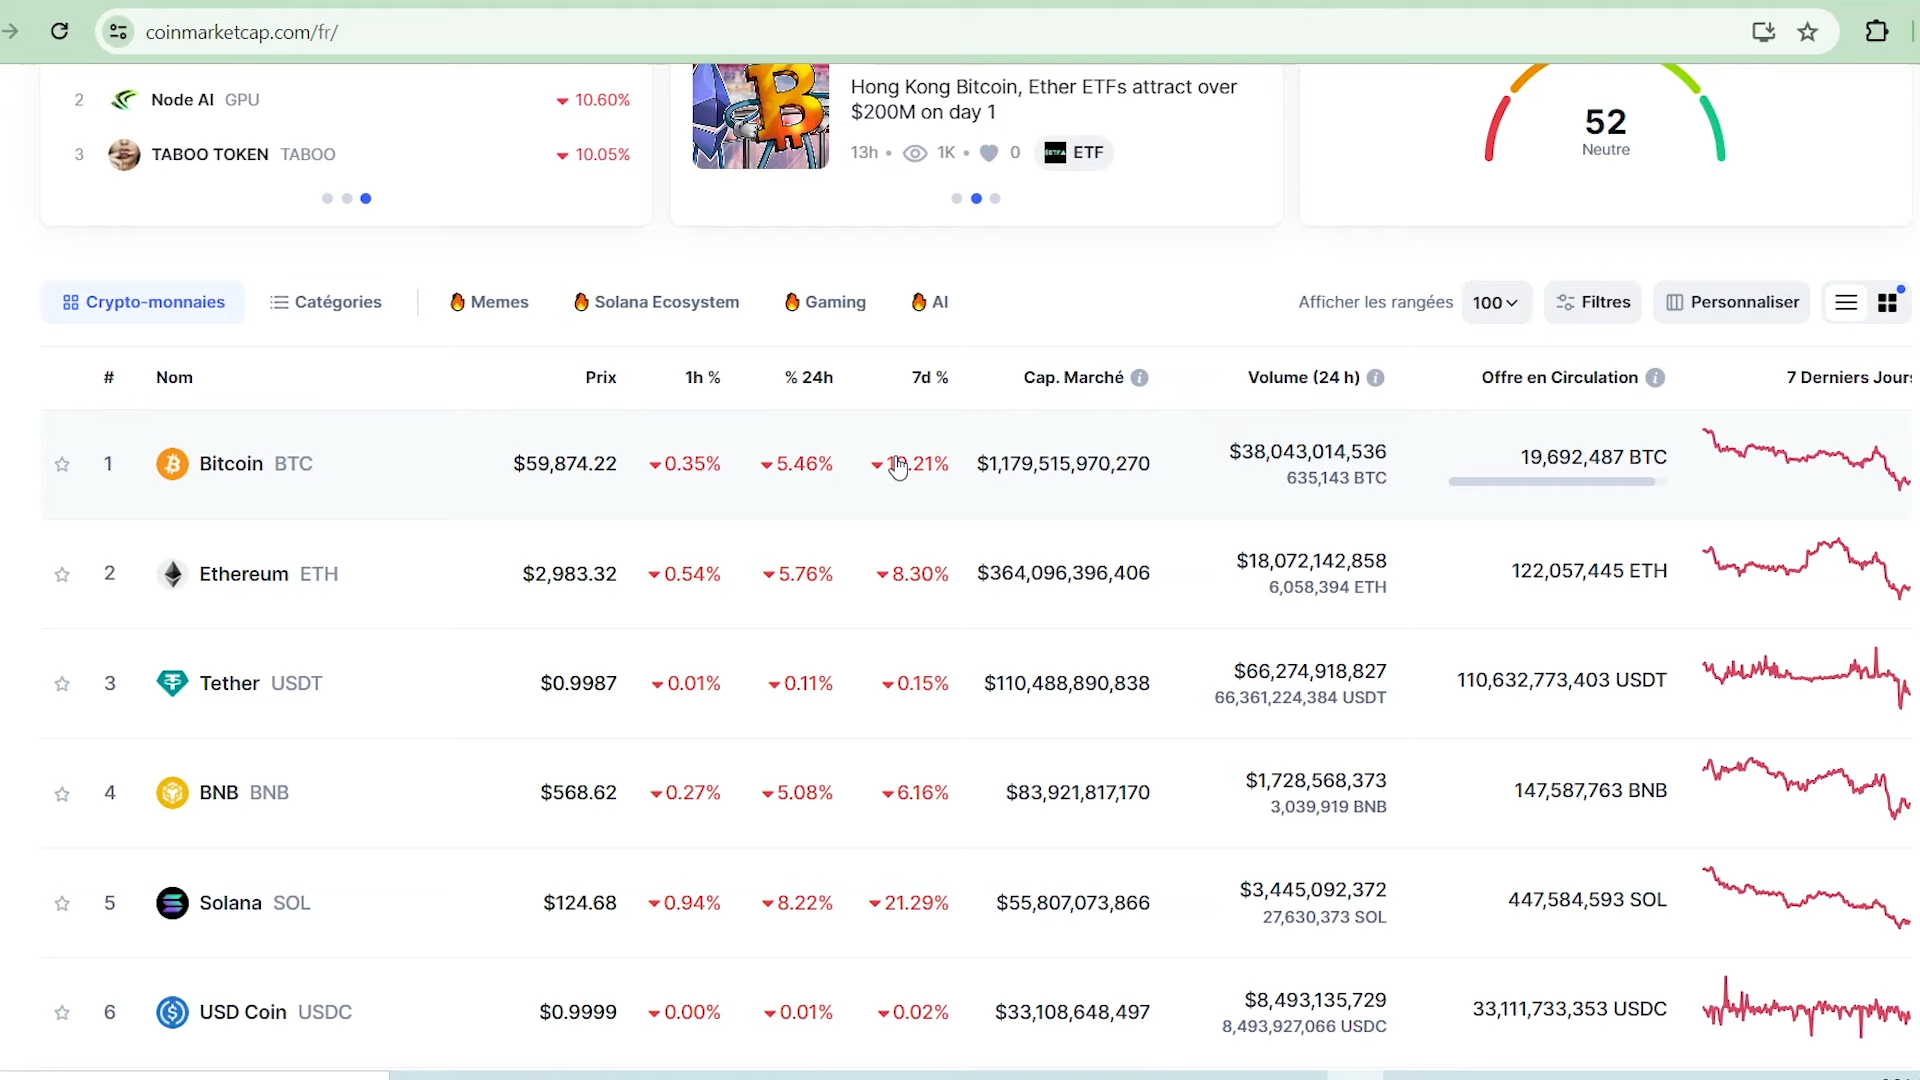 coinmarketcap.com/fr/
2 Node AI GPU 10.60%
3 TABOO TOKEN TABOO 10.05%
Hong Kong Bitcoin, Ether ETFs attract over
$200M on day 1
13h • 1K • 0 ETF
52
Neutre
Crypto-monnaies Catégories Memes Solana Ecosystem Gaming AI Afficher les rangées 100 Filtres Personnaliser
# Nom Prix 1h % % 24h 7d % Cap. Marché Volume (24 h) Offre en Circulation 7 Derniers Jours
1 Bitcoin BTC $59,874.22 0.35% 5.46% .21% $1,179,515,970,270 $38,043,014,536 19,692,487 BTC
635,143 BTC
2 Ethereum ETH $2,983.32 0.54% 5.76% 8.30% $364,096,396,406 $18,072,142,858 122,057,445 ETH
6,058,394 ETH
3 Tether USDT $0.9987 0.01% 0.11% 0.15% $110,488,890,838 $66,274,918,827 110,632,773,403 USDT
66,361,224,384 USDT
4 BNB BNB $568.62 0.27% 5.08% 6.16% $83,921,817,170 $1,728,568,373 147,587,763 BNB
3,039,919 BNB
5 Solana SOL $124.68 0.94% 8.22% 21.29% $55,807,073,866 $3,445,092,372 447,584,593 SOL
27,630,373 SOL
6 USD Coin USDC $0.9999 0.00% 0.01% 0.02% $33,108,648,497 $8,493,135,729 33,111,733,353 USDC
8,493,927,066 USDC